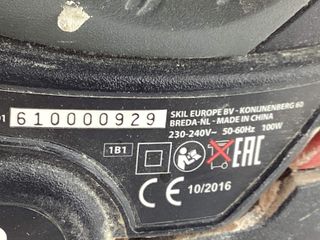 SKIL EUROPE BV - KONIJNENBERG 60
BREDA-NL - MADE IN CHINA
230-240V~ 50-60Hz 100W
610000929
1B1
EAC
CE 10/2016